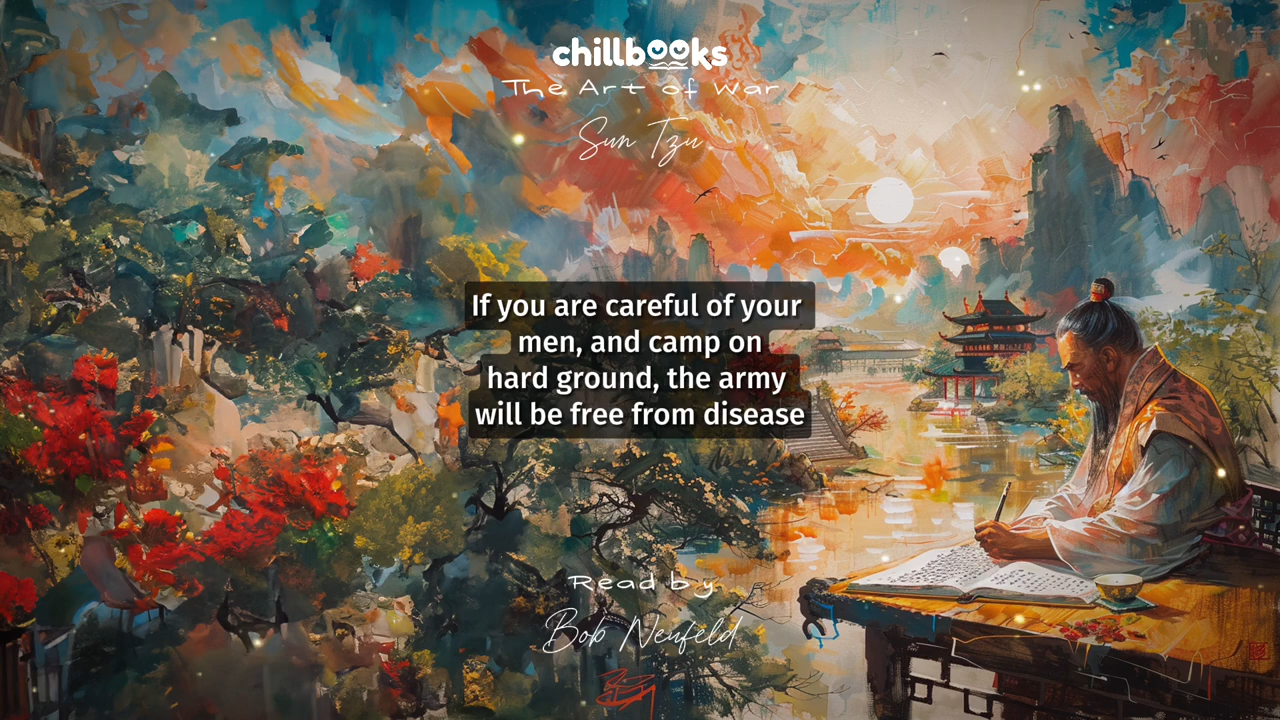 chillbooks
The Art of War
Sun Tzu
If you are careful of your
men, and camp on
hard ground, the army
will be free from disease
Read by
Bob Neufeld